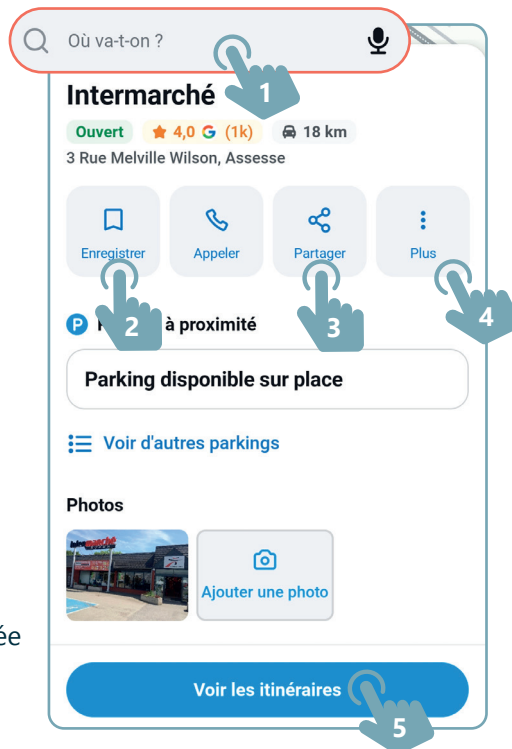 Où va-t-on ?
1
Intermarché
Ouvert 4,0 G (1k) 18 km
3 Rue Melville Wilson, Assesse
Enregistrer Appeler Partager Plus
2 3 4
P à proximité
Parking disponible sur place
Voir d'autres parkings
Photos
Intermarché
Ajouter une photo
ée
Voir les itinéraires
5